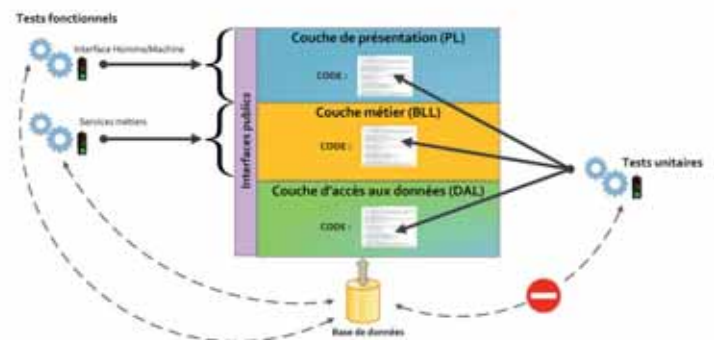 Tests fonctionnels
Interface Homme/Machine
Services métiers
Interfaces publics
Couche de présentation (PL)
CODE :
Couche métier (BLL)
CODE :
Couche d'accès aux données (DAL)
CODE :
Tests unitaires
Base de données